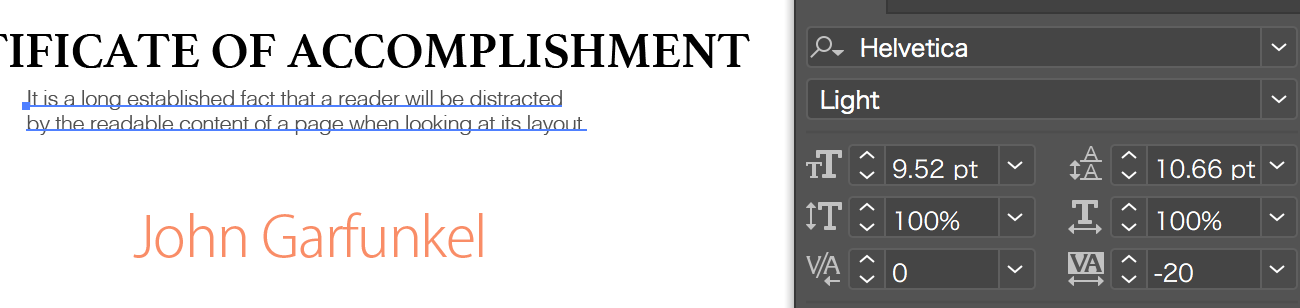 TIFICATE OF ACCOMPLISHMENT
It is a long established fact that a reader will be distracted
by the readable content of a page when looking at its layout.
John Garfunkel
Helvetica
Light
9.52 pt
10.66 pt
100%
100%
0
-20